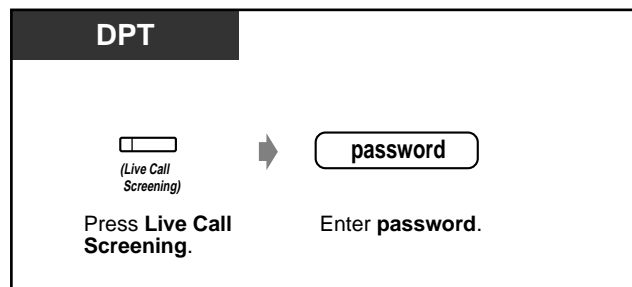 DPT
(Live Call
Screening)
password
Press Live Call
Screening.
Enter password.